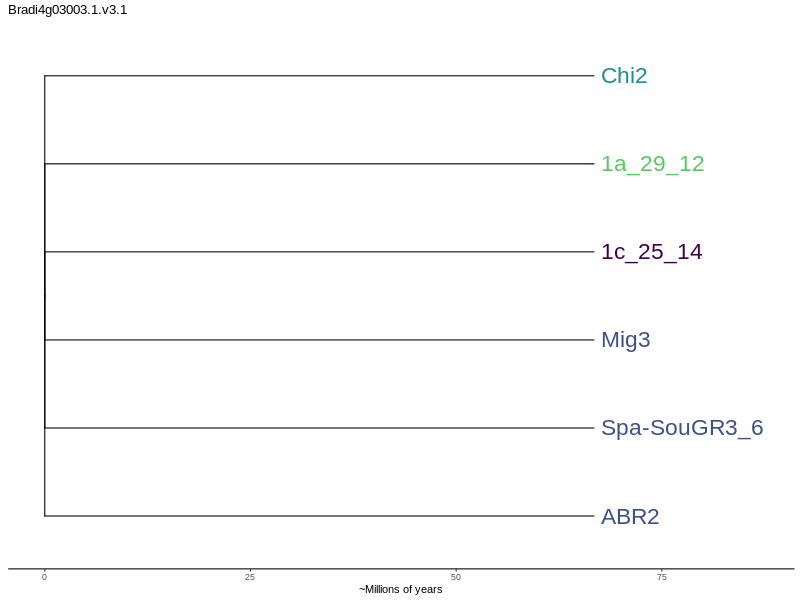 Bradi4g03003.1.v3.1
Chi2
1a_29_12
1c_25_14
Mig3
Spa-SouGR3_6
ABR2
0 25 50 75
~Millions of years